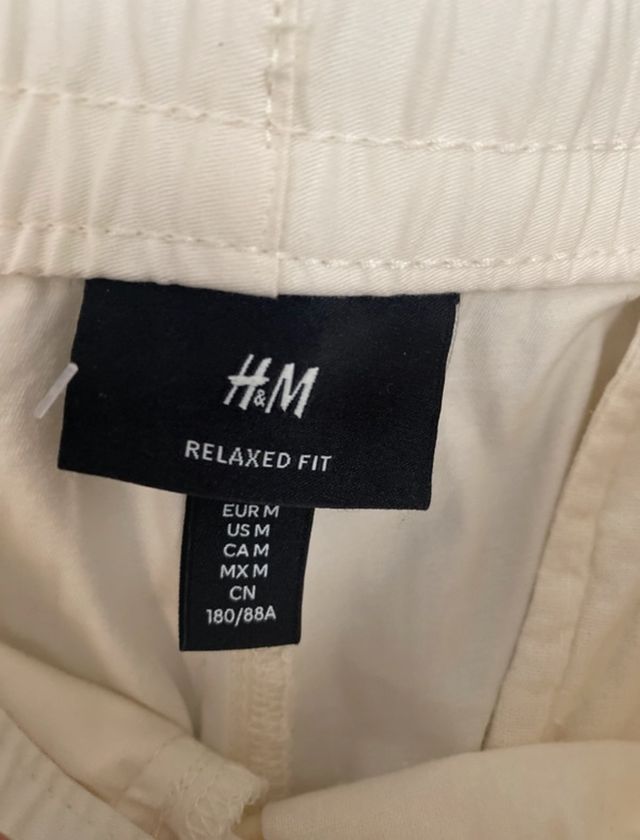 H&M
RELAXED FIT
EUR M
US M
CA M
MX M
CN
180/88A